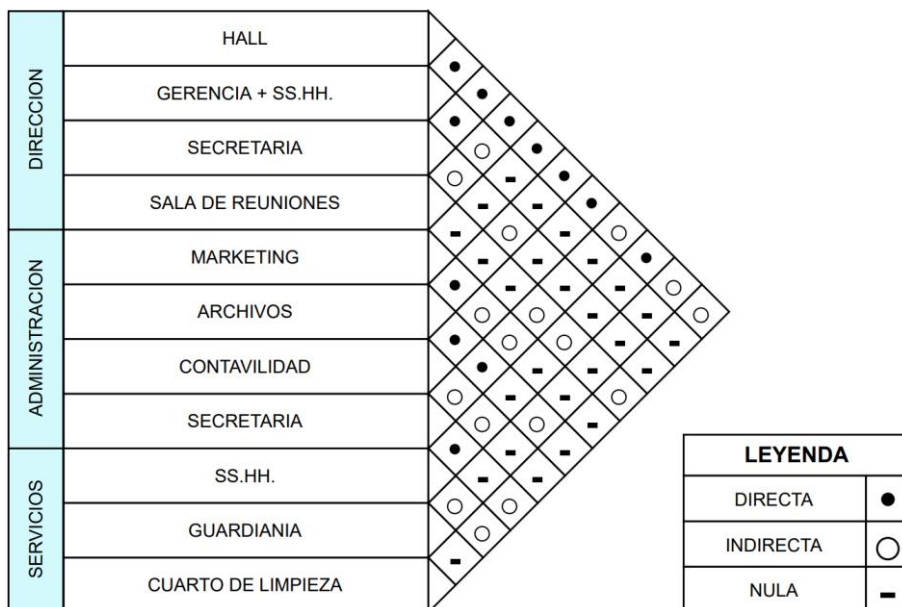 DIRECCION
HALL
GERENCIA + SS.HH.
SECRETARIA
SALA DE REUNIONES
ADMINISTRACION
MARKETING
ARCHIVOS
CONTAVILIDAD
SECRETARIA
SERVICIOS
SS.HH.
GUARDIANIA
CUARTO DE LIMPIEZA
LEYENDA
DIRECTA
INDIRECTA
NULA